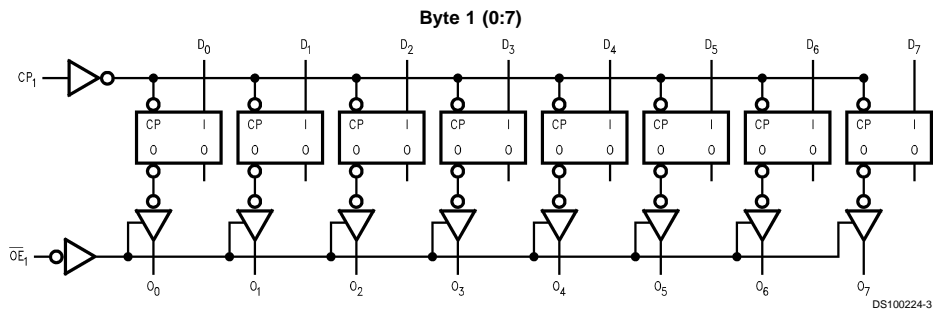 Byte 1 (0:7)
D0 D1 D2 D3 D4 D5 D6 D7
CP1
CP I CP I CP I CP I CP I CP I CP I CP I
O O O O O O O O O O O O O O O O
OE1
O0 O1 O2 O3 O4 O5 O6 O7
DS100224-3